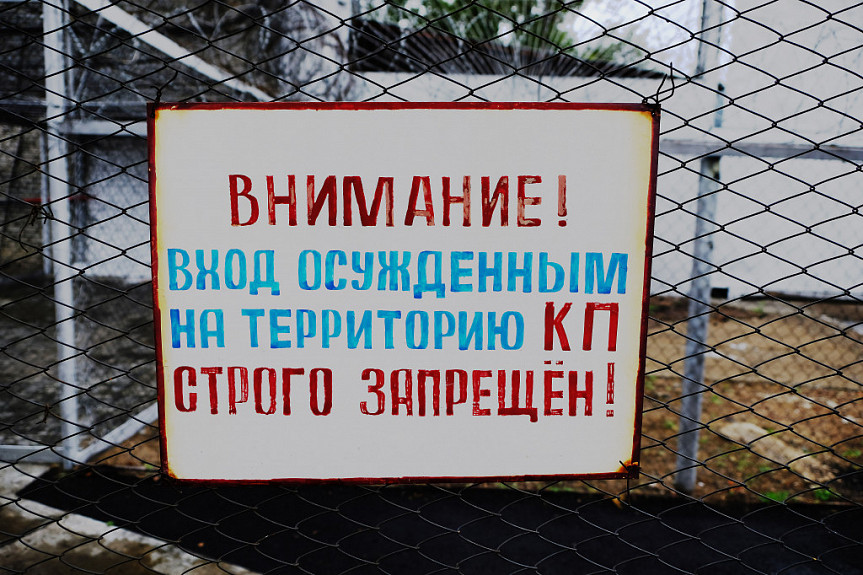 ВНИМАНИЕ!
ВХОД ОСУЖДЕННЫМ
НА ТЕРРИТОРИЮ КП
СТРОГО ЗАПРЕЩЁН!